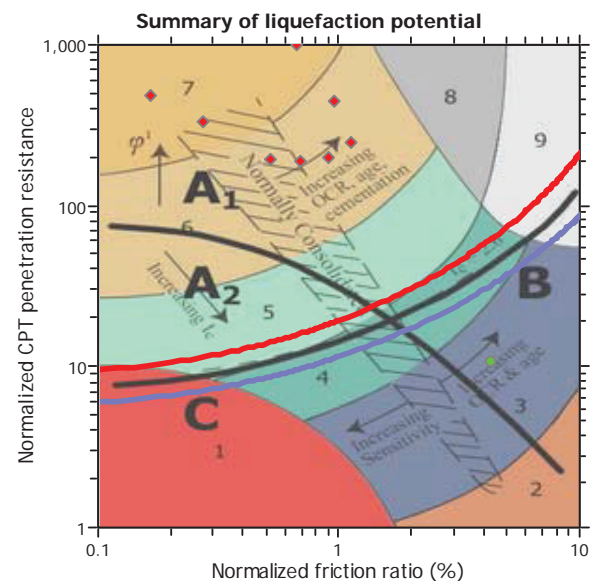 Summary of liquefaction potential
Normalized CPT penetration resistance
1,000
100
10
1
0.1
1
10
Normalized friction ratio (%)
7
8
9
φ'
A1
Increasing
OCR, age,
cementation
Normally Consolid
6
A2
Increasing Ic
5
B
4
Increasing
OCR & age
3
C
1
Increasing
Sensitivity
2